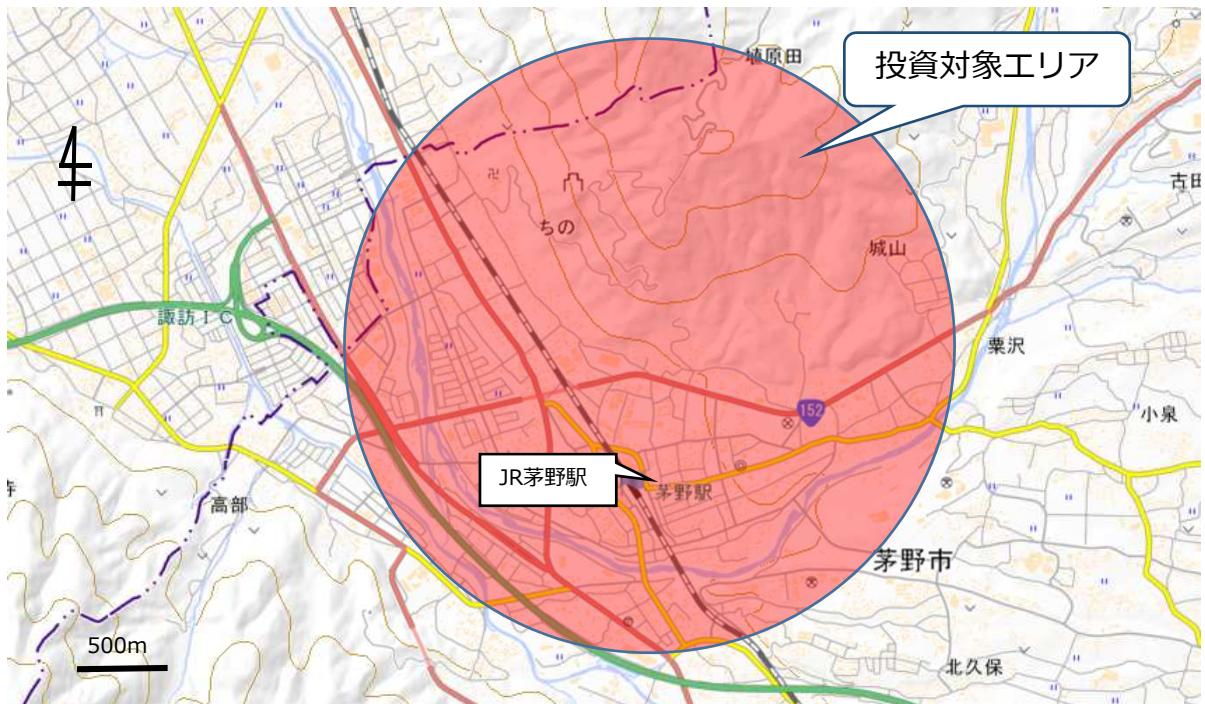 埴原田
投資対象エリア
古田
ちの
城山
諏訪IC
粟沢
152
小泉
JR茅野駅
茅野駅
高部
茅野市
500m
北久保